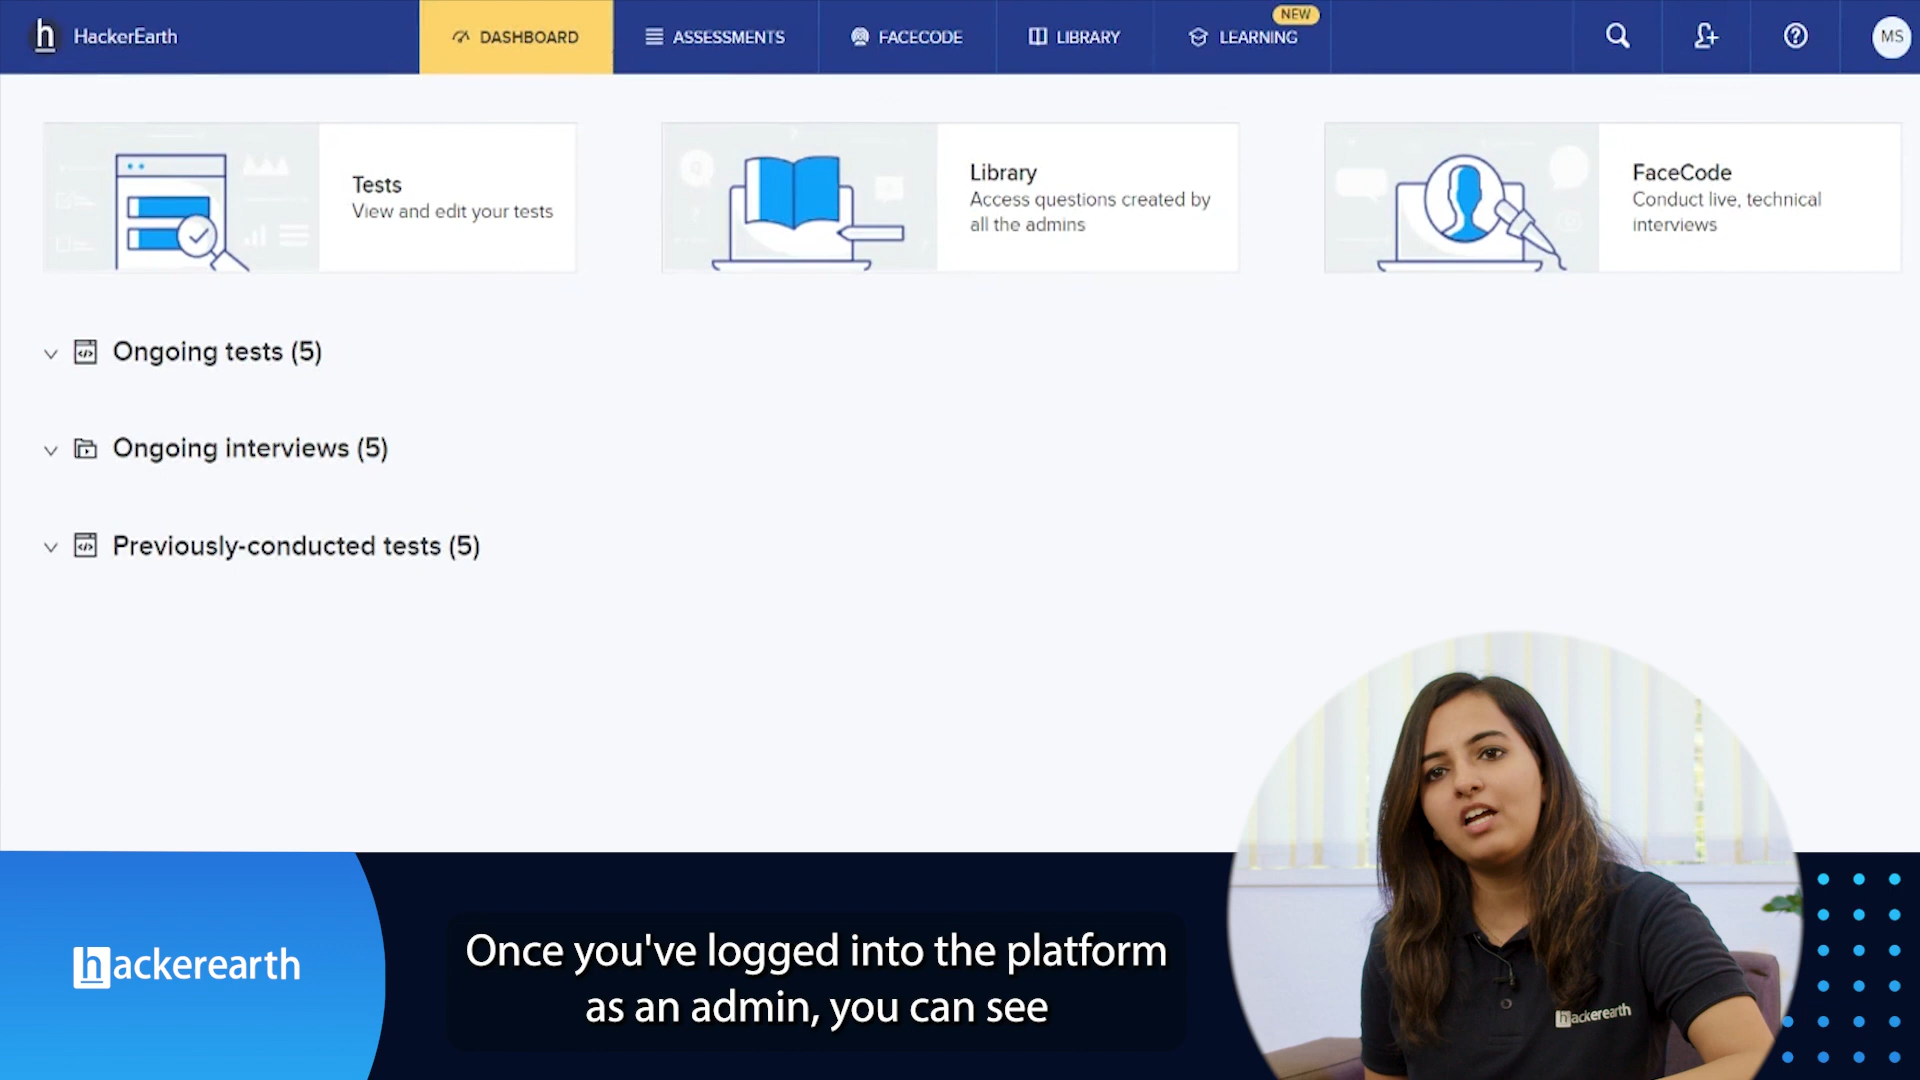 h HackerEarth
DASHBOARD
ASSESSMENTS
FACECODE
LIBRARY
LEARNING
NEW
MS
Tests
View and edit your tests
Library
Access questions created by
all the admins
FaceCode
Conduct live, technical
interviews
Ongoing tests (5)
Ongoing interviews (5)
Previously-conducted tests (5)
hackerearth
Once you've logged into the platform
as an admin, you can see
hackerearth